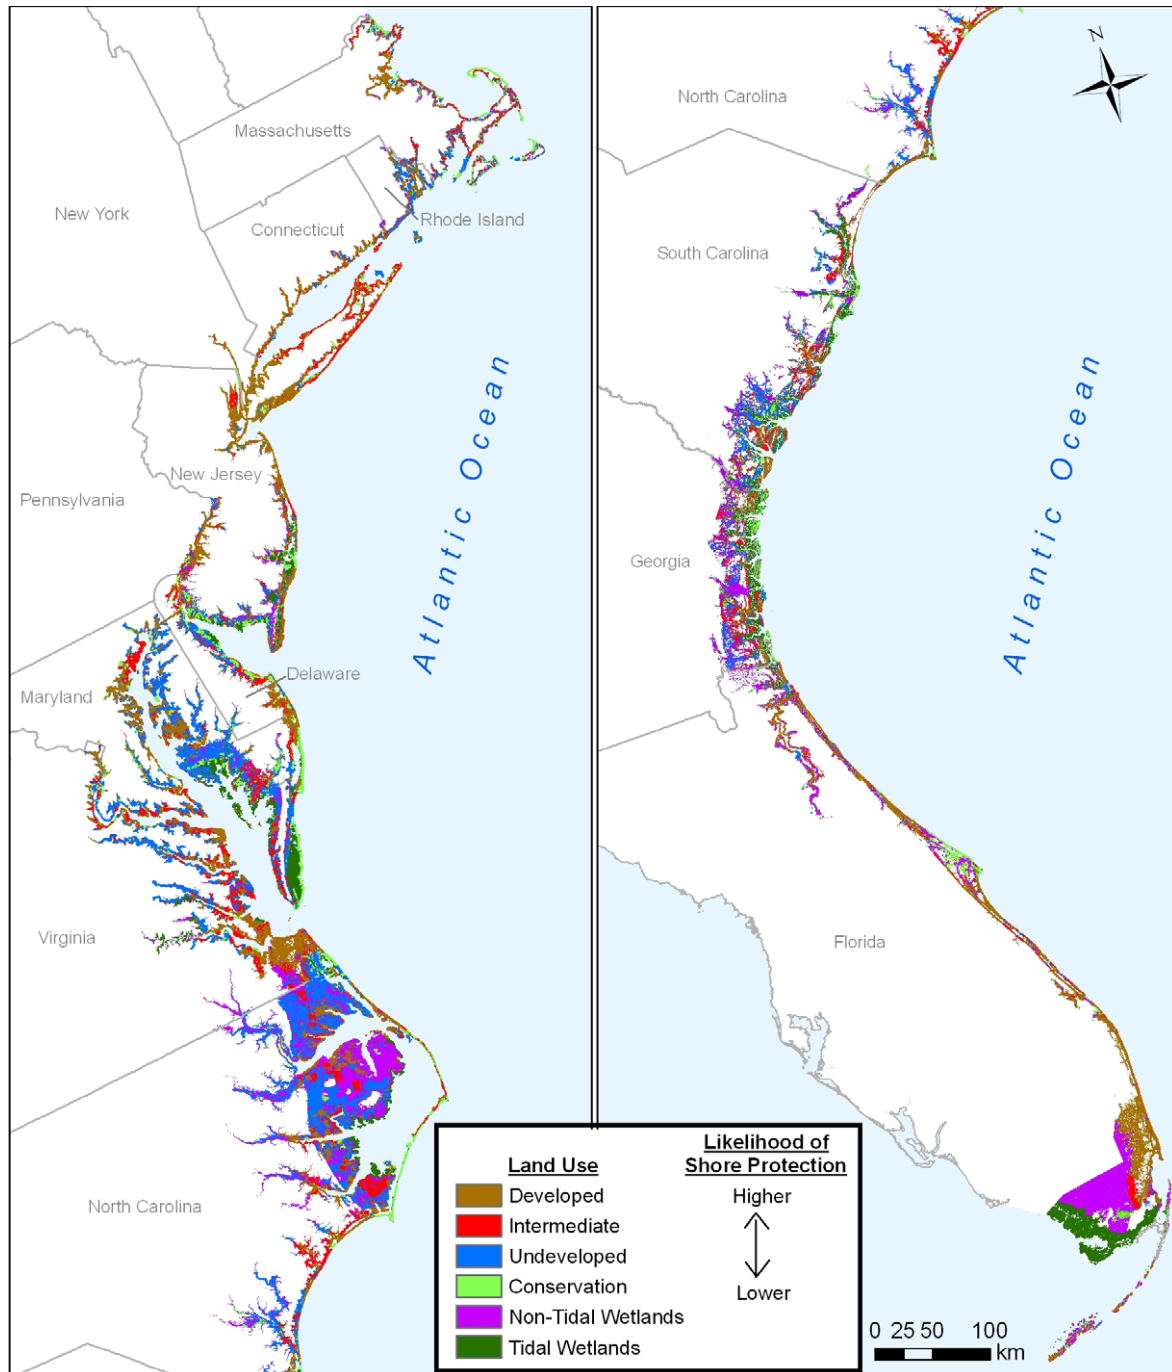 Massachusetts
New York
Connecticut
Rhode Island
New Jersey
Pennsylvania
Delaware
Maryland
Virginia
North Carolina
Atlantic Ocean
N
North Carolina
South Carolina
Georgia
Florida
Atlantic Ocean
Land Use
Developed
Intermediate
Undeveloped
Conservation
Non-Tidal Wetlands
Tidal Wetlands
Likelihood of
Shore Protection
Higher
Lower
0 25 50 100
km